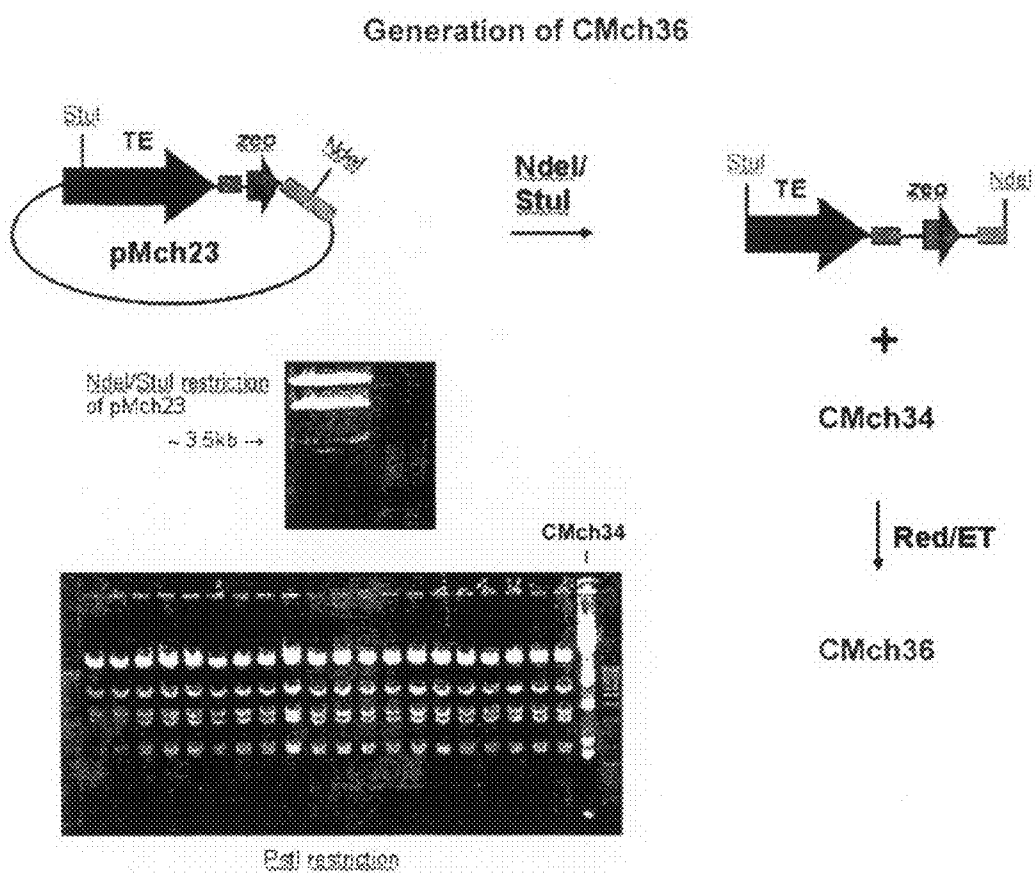 Generation of CMch36
StuI
TE
zeo
NdeI
pMch23
NdeI/
StuI
StuI
TE
zeo
NdeI
+
CMch34
Red/ET
CMch36
NdeI/StuI restriction
of pMch23
~ 3.5kb →
CMch34
PstI restriction